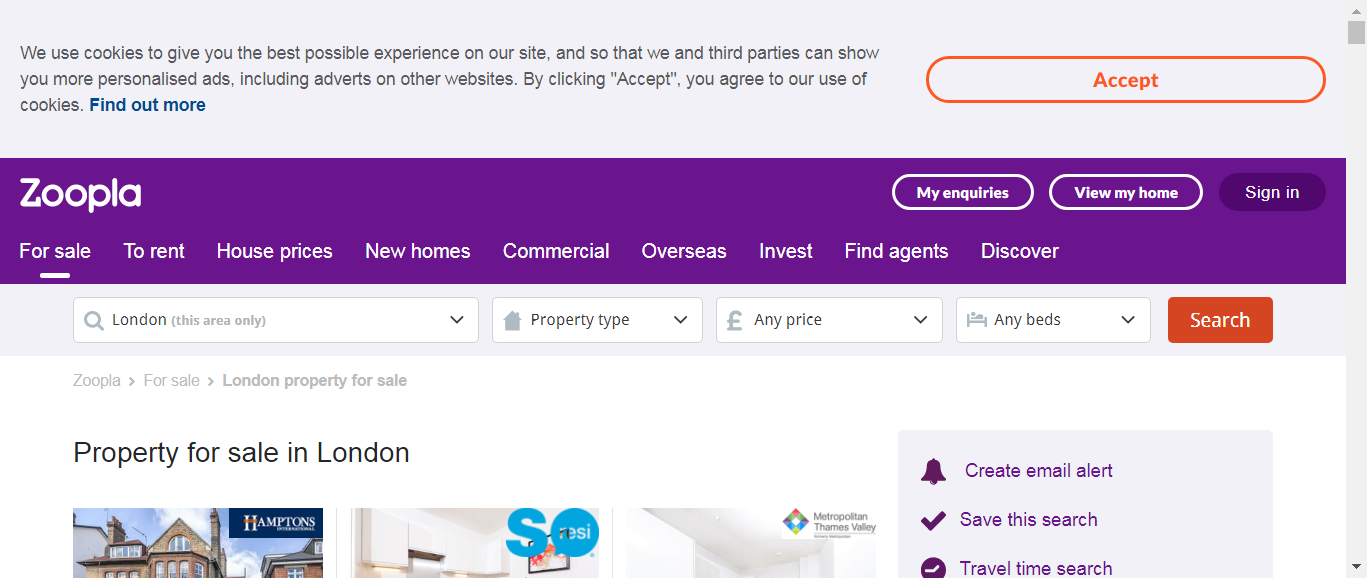 We use cookies to give you the best possible experience on our site, and so that we and third parties can show
you more personalised ads, including adverts on other websites. By clicking "Accept", you agree to our use of
cookies. Find out more
Accept
Zoopla
My enquiries
View my home
Sign in
For sale
To rent
House prices
New homes
Commercial
Overseas
Invest
Find agents
Discover
London (this area only)
Property type
£ Any price
Any beds
Search
Zoopla > For sale > London property for sale
Property for sale in London
Create email alert
Save this search
Travel time search
HAMPTONS
INTERNATIONAL
SO resi
Metropolitan
Thames Valley
formerly Metropolitan